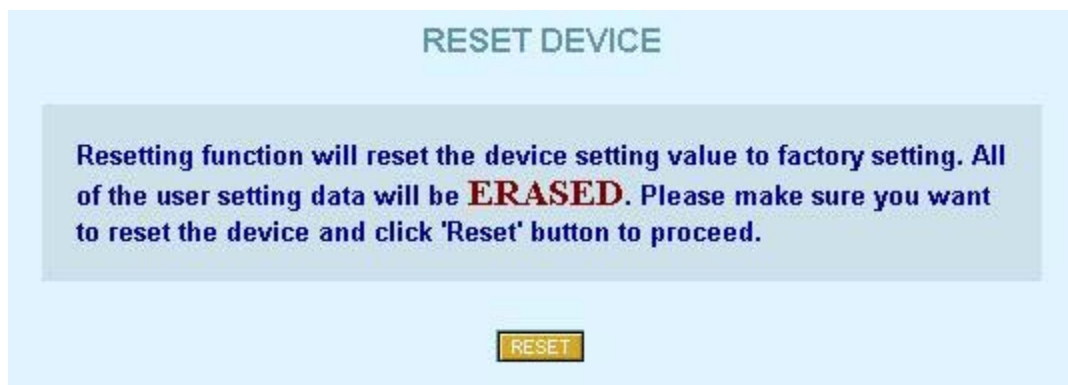 RESET DEVICE
Resetting function will reset the device setting value to factory setting. All
of the user setting data will be ERASED. Please make sure you want
to reset the device and click 'Reset' button to proceed.
RESET